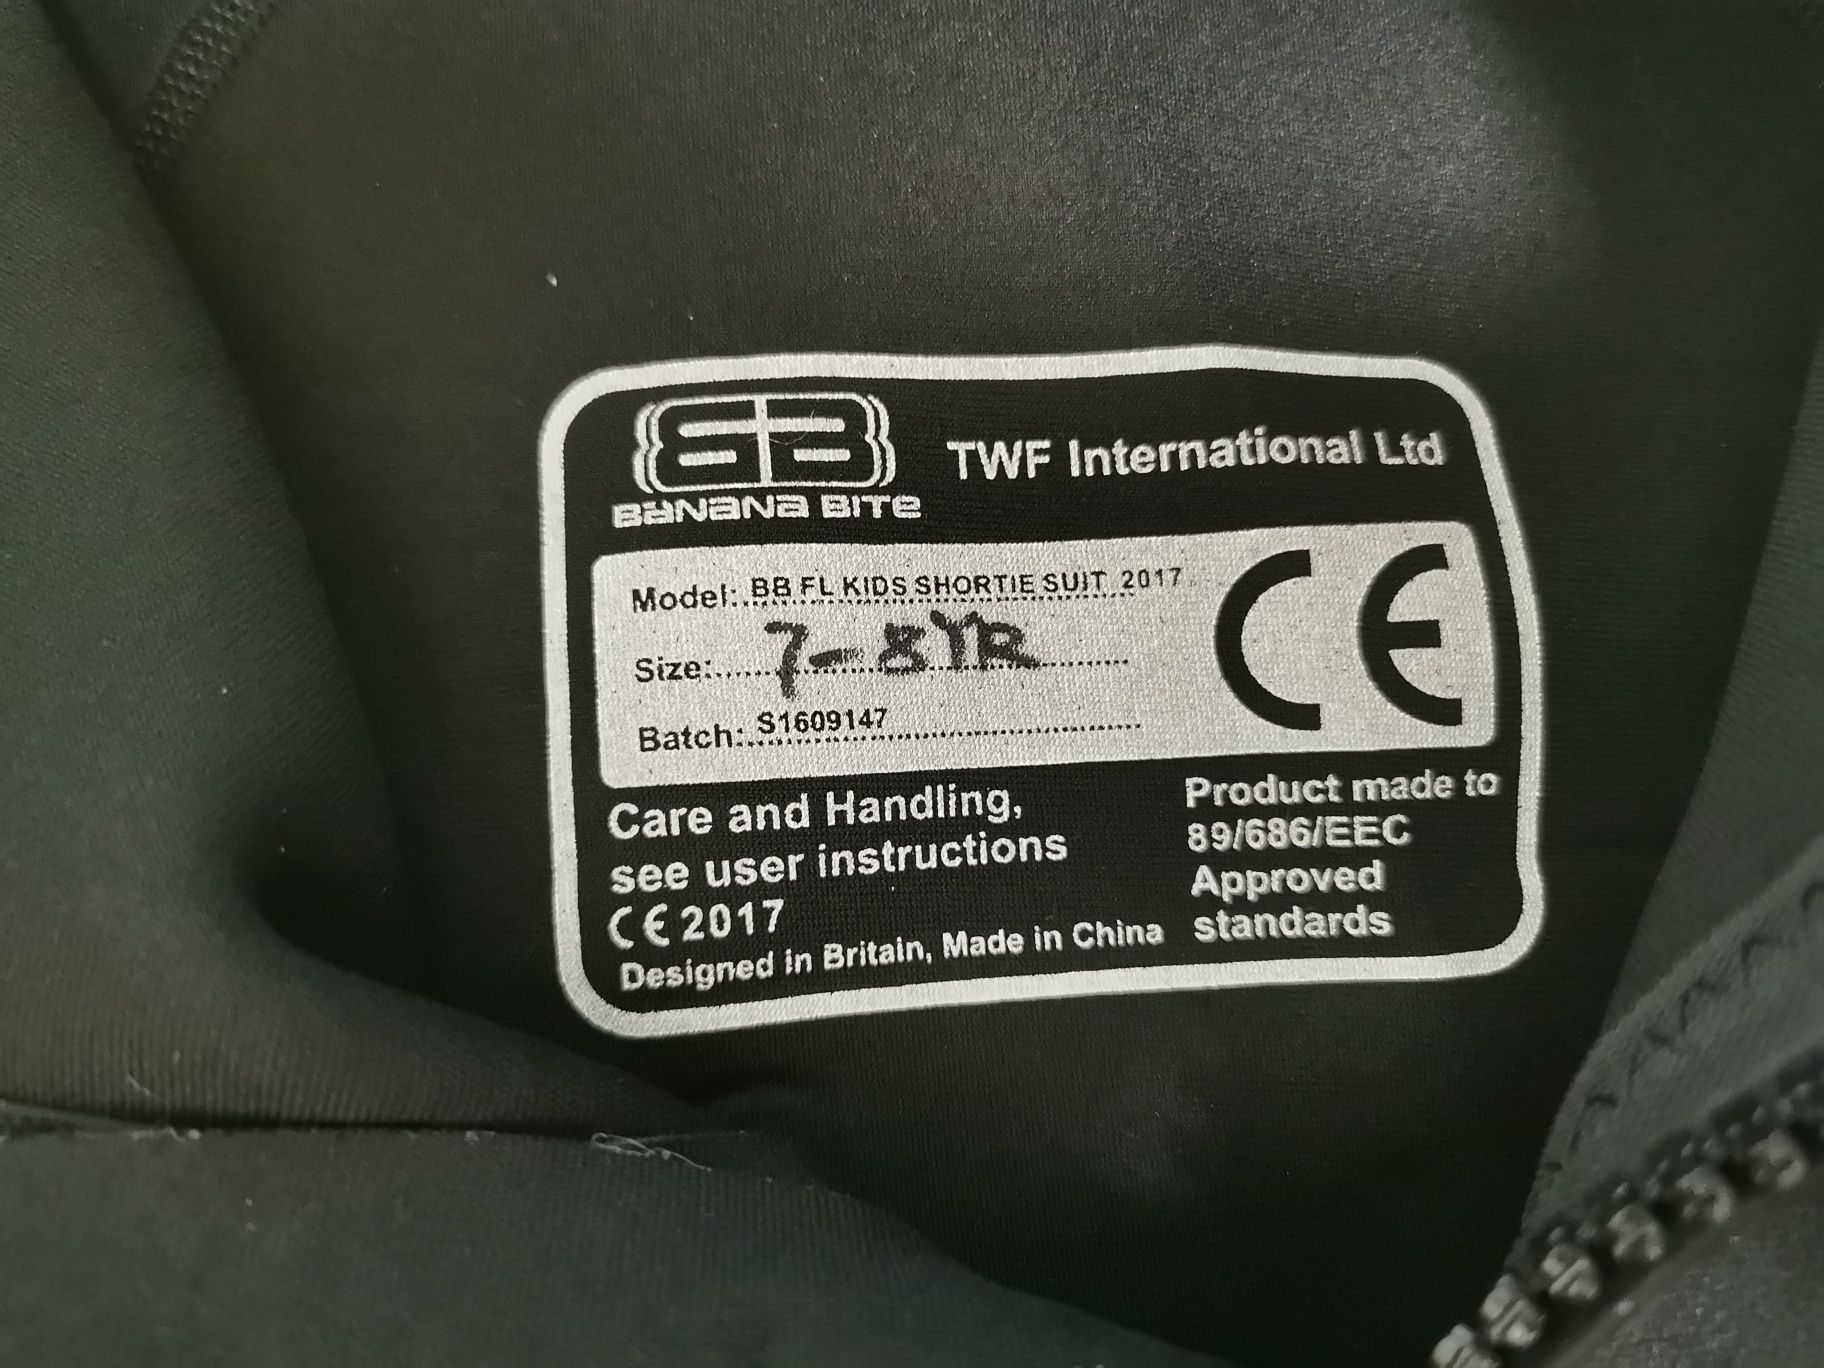 BB
BANANA BITE
TWF International Ltd
Model: BB FL KIDS SHORTIE SUIT 2017
Size: 7-8YR
Batch: S1609147
CE
Care and Handling,
see user instructions
CE 2017
Designed in Britain, Made in China
Product made to
89/686/EEC
Approved
standards